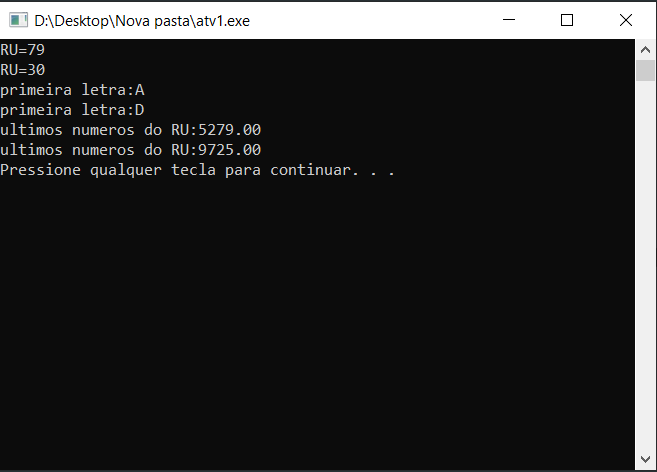 D:\Desktop\Nova pasta\atv1.exe
RU=79
RU=30
primeira letra:A
primeira letra:D
ultimos numeros do RU:5279.00
ultimos numeros do RU:9725.00
Pressione qualquer tecla para continuar. . .